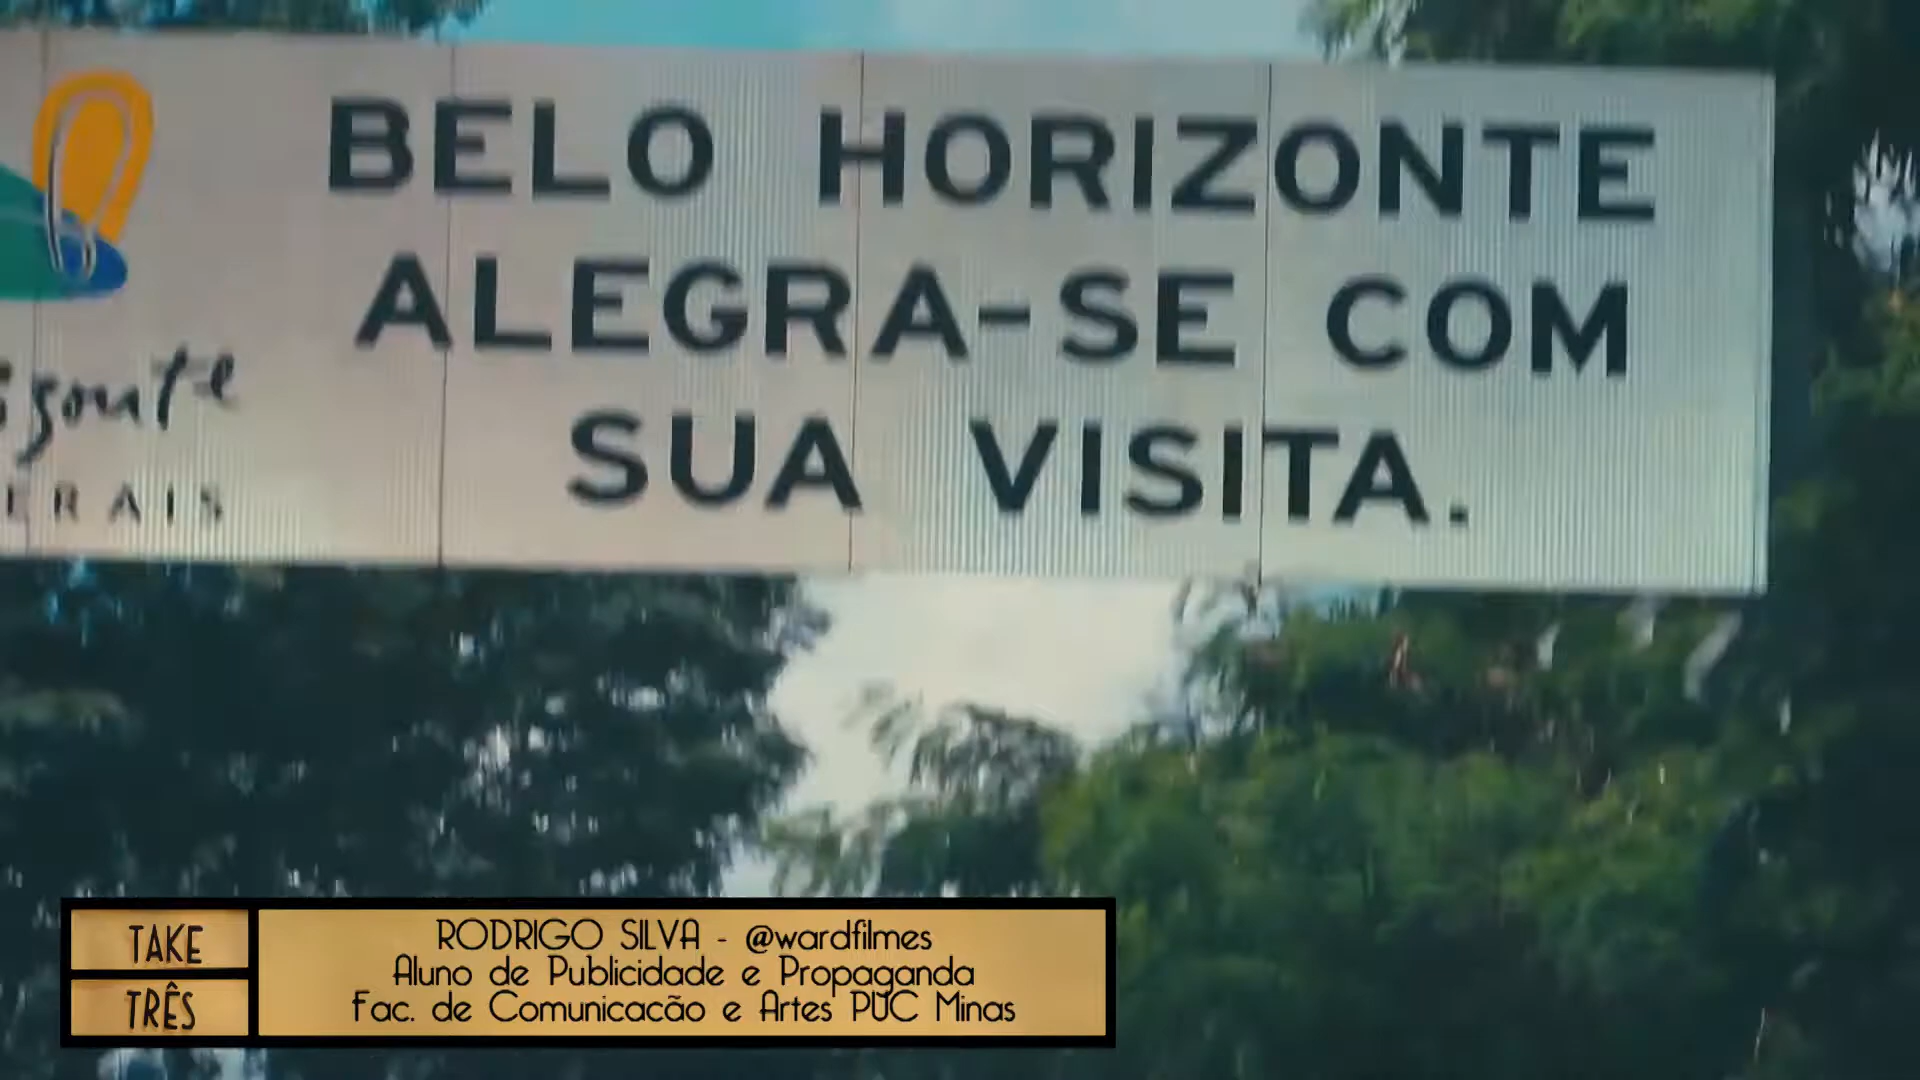 BELO HORIZONTE
ALEGRA-SE COM
SUA VISITA.
TAKE
TRÊS
RODRIGO SILVA - @wardfilmes
Aluno de Publicidade e Propaganda
Fac. de Comunicacão e Artes PUC Minas